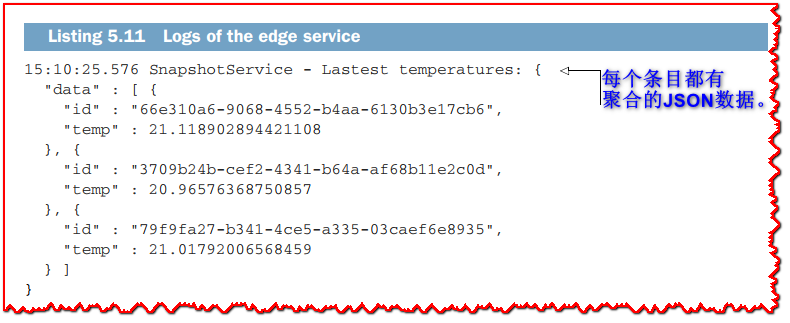 Listing 5.11 Logs of the edge service
15:10:25.576 SnapshotService - Lastest temperatures: {
"data" : [ {
"id" : "66e310a6-9068-4552-b4aa-6130b3e17cb6",
"temp" : 21.118902894421108
}, {
"id" : "3709b24b-cef2-4341-b64a-af68b11e2c0d",
"temp" : 20.96576368750857
}, {
"id" : "79f9fa27-b341-4ce5-a335-03caef6e8935",
"temp" : 21.01792006568459
} ]
}
每个条目都有
聚合的JSON数据。